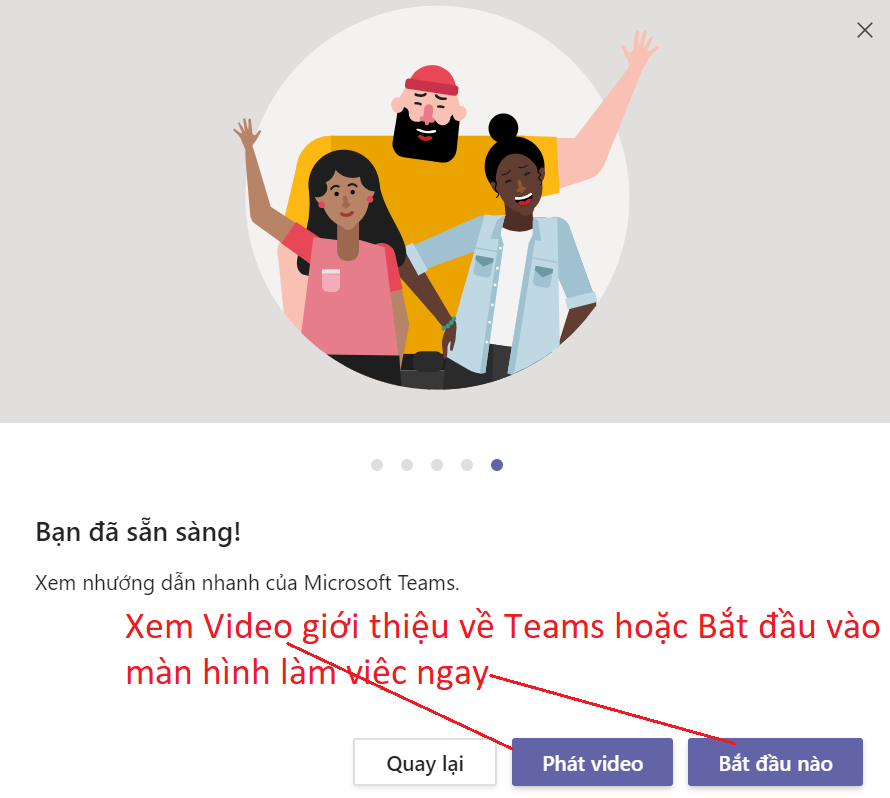 Bạn đã sẵn sàng!
Xem nhướng dẫn nhanh của Microsoft Teams.
Xem Video giới thiệu về Teams hoặc Bắt đầu vào
màn hình làm việc ngay
Quay lại
Phát video
Bắt đầu nào